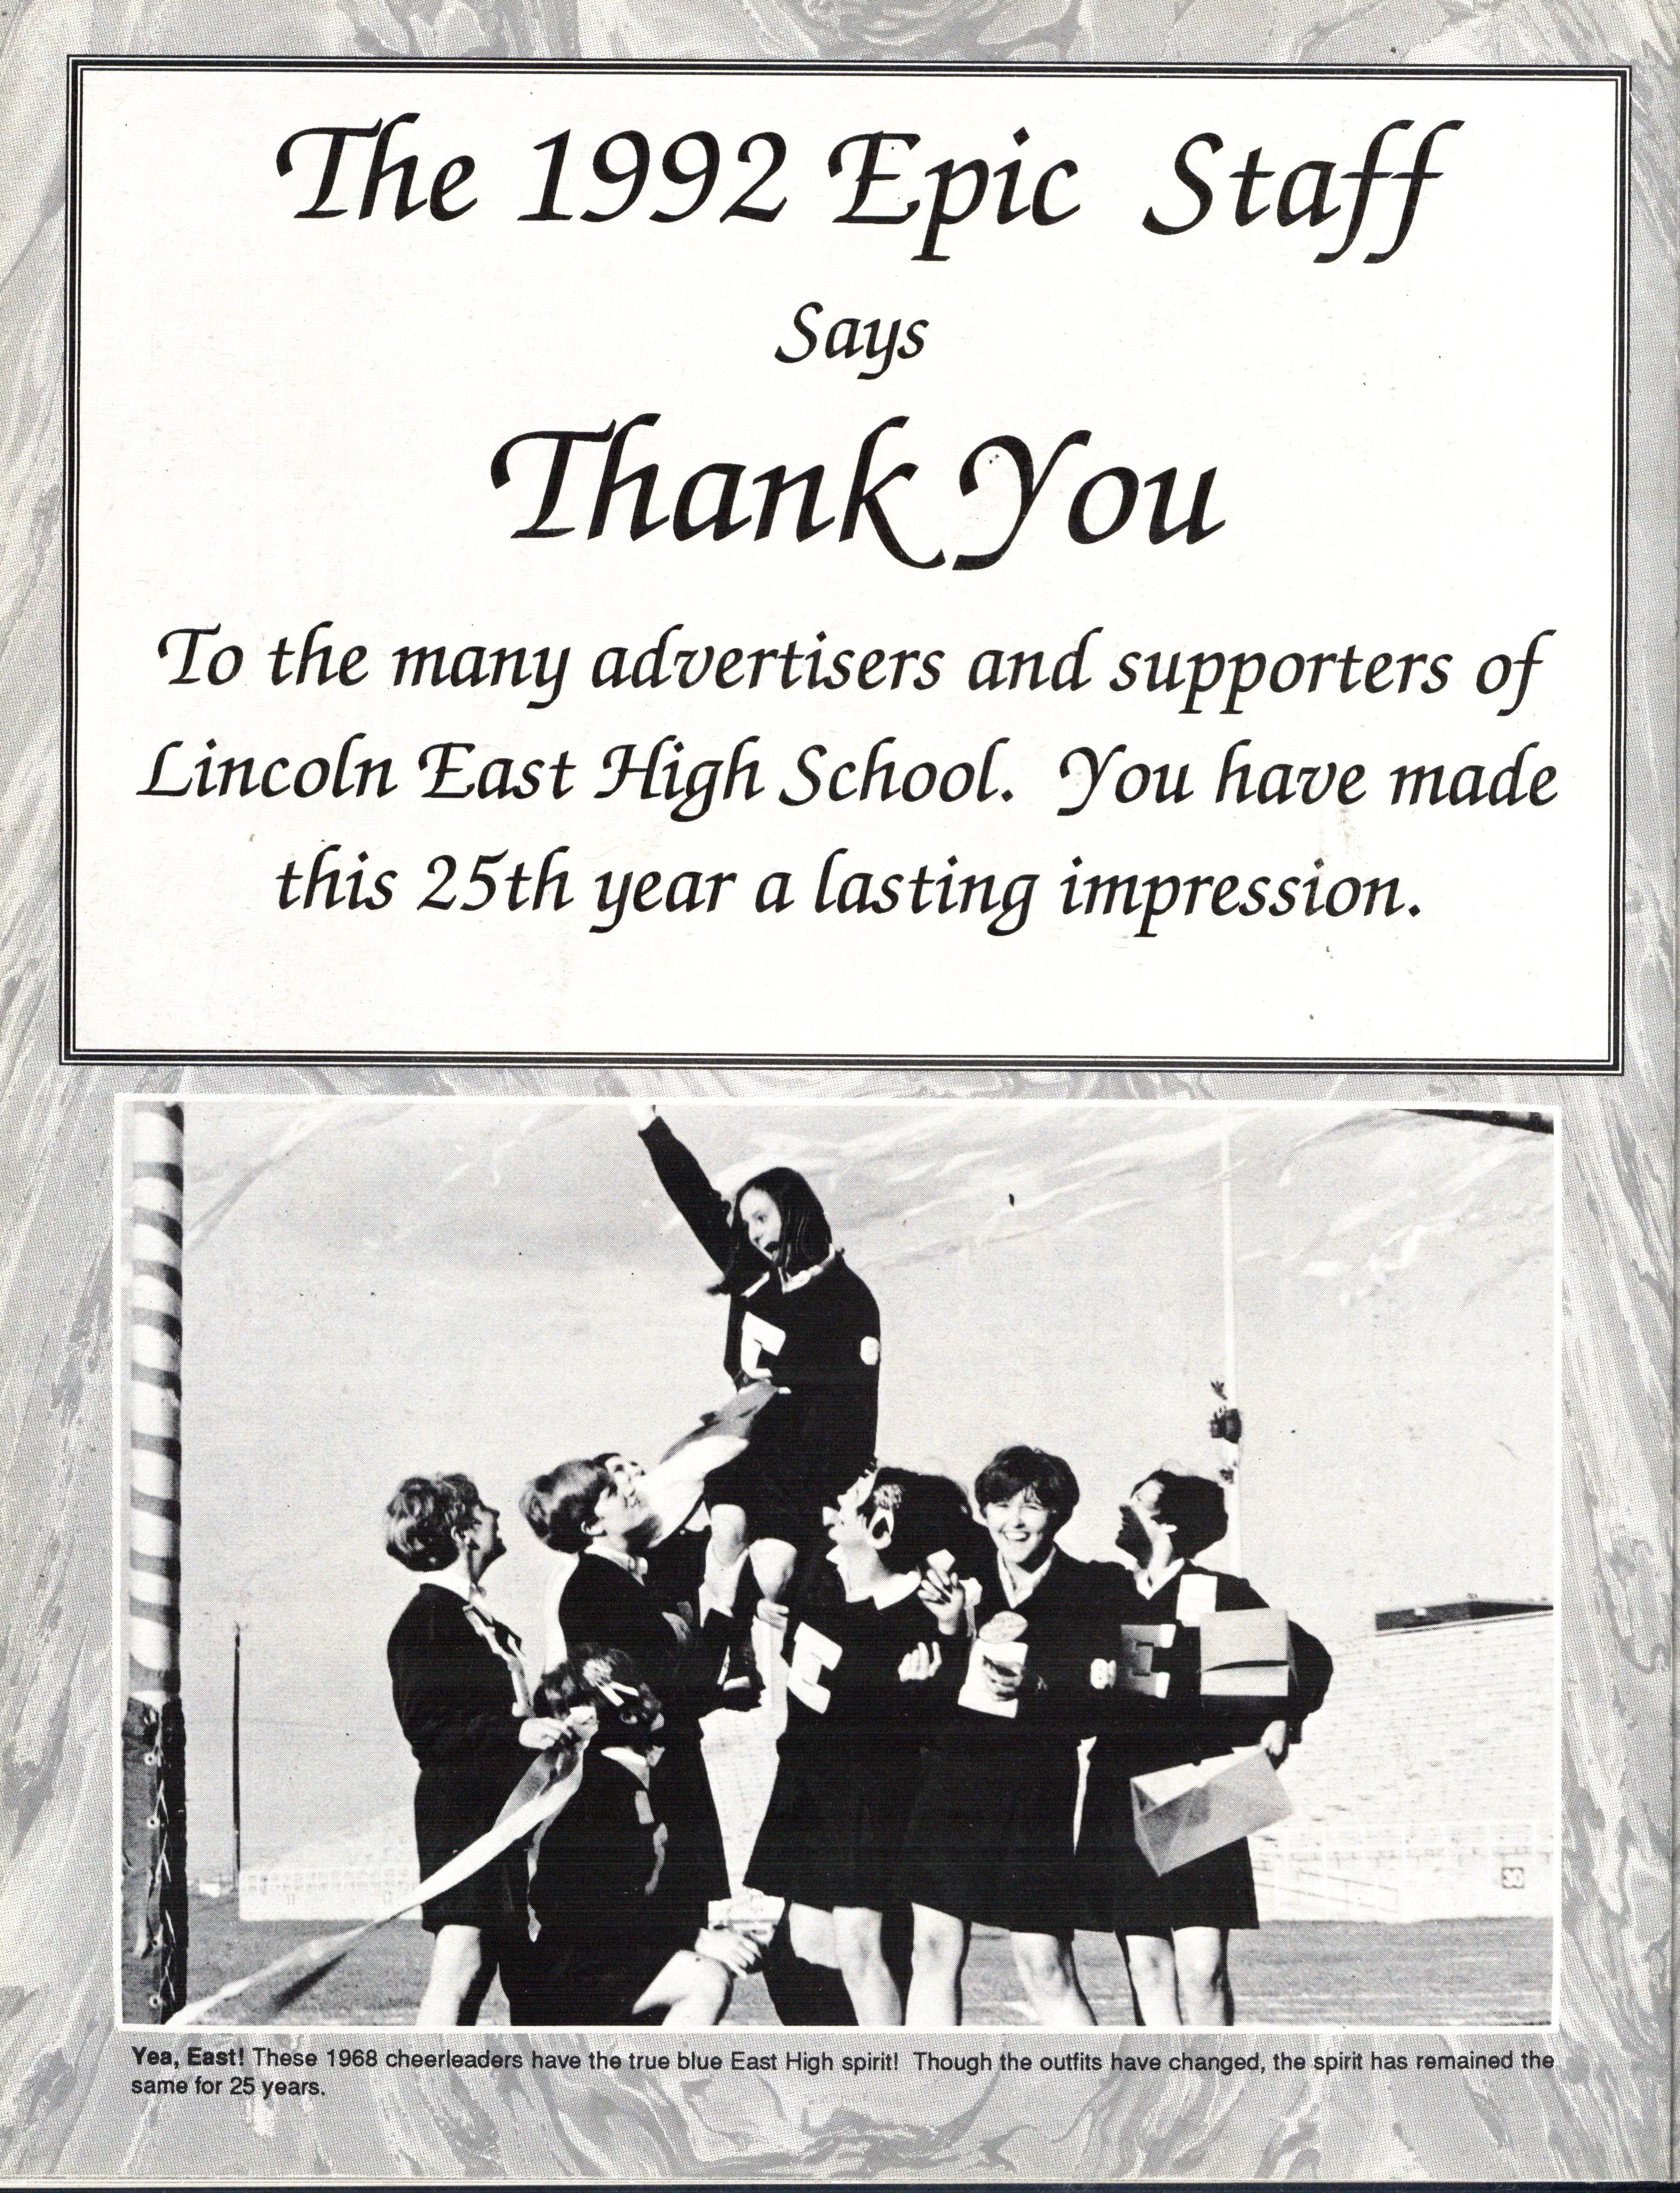 The 1992 Epic Staff
Says
Thank You
To the many advertisers and supporters of
Lincoln East High School. You have made
this 25th year a lasting impression.
E
E
E
30
Yea, East! These 1968 cheerleaders have the true blue East High spirit! Though the outfits have changed, the spirit has remained the
same for 25 years.